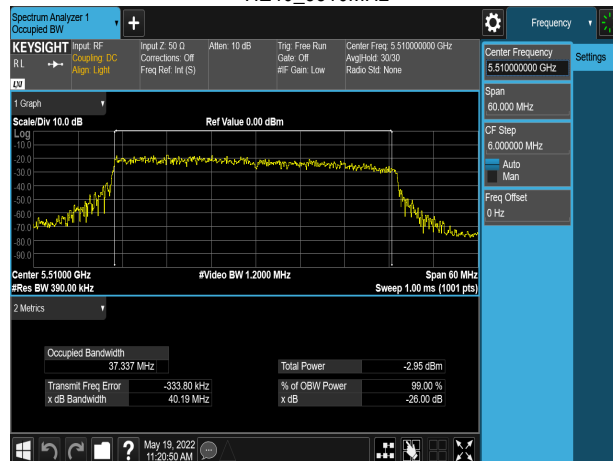 Spectrum Analyzer 1
Occupied BW
Frequency
KEYSIGHT
Input: RF
Coupling: DC
Align: Light
Input Z: 50 Ω
Corrections: Off
Freq Ref: Int (S)
Atten: 10 dB
Trig: Free Run
Gate: Off
#IF Gain: Low
Center Freq: 5.510000000 GHz
Avg|Hold: 30/30
Radio Std: None
R L
LXI
Center Frequency
5.510000000 GHz
Settings
Span
60.000 MHz
CF Step
6.000000 MHz
Auto
Man
Freq Offset
0 Hz
1 Graph
Scale/Div 10.0 dB
Ref Value 0.00 dBm
Log
-10.0
-20.0
-30.0
-40.0
-50.0
-60.0
-70.0
-80.0
-90.0
Center 5.51000 GHz
#Video BW 1.2000 MHz
Span 60 MHz
#Res BW 390.00 kHz
Sweep 1.00 ms (1001 pts)
2 Metrics
Occupied Bandwidth
37.337 MHz
Total Power
-2.95 dBm
Transmit Freq Error
-333.80 kHz
% of OBW Power
99.00 %
x dB Bandwidth
40.19 MHz
x dB
-26.00 dB
May 19, 2022
11:20:50 AM